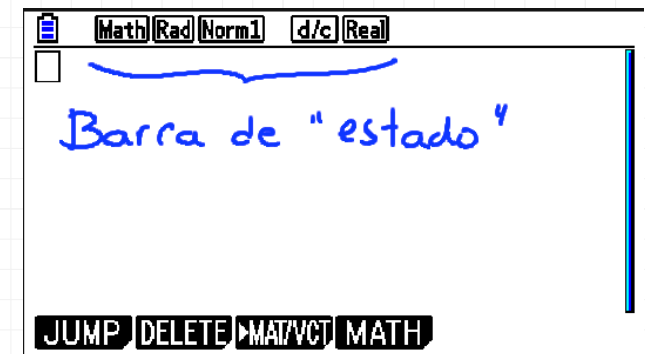 Math Rad Norm1 d/c Real
Barra de "estado"
JUMP DELETE ▶MAT/VCT MATH